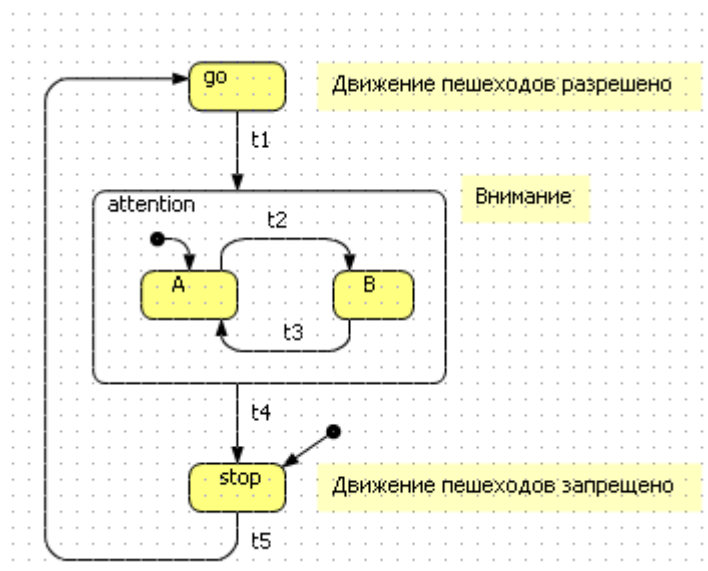 go
Движение пешеходов разрешено
t1
Внимание
attention
t2
A
B
t3
t4
stop
Движение пешеходов запрещено
t5